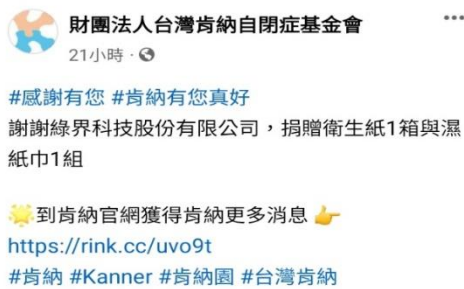 財團法人台灣肯納自閉症基金會
21小時 ·
#感謝有您 #肯納有您真好
謝謝綠界科技股份有限公司，捐贈衛生紙1箱與濕
紙巾1組
🌟到肯納官網獲得肯納更多消息 👉
https://rink.cc/uvo9t
#肯納 #Kanner #肯納園 #台灣肯納